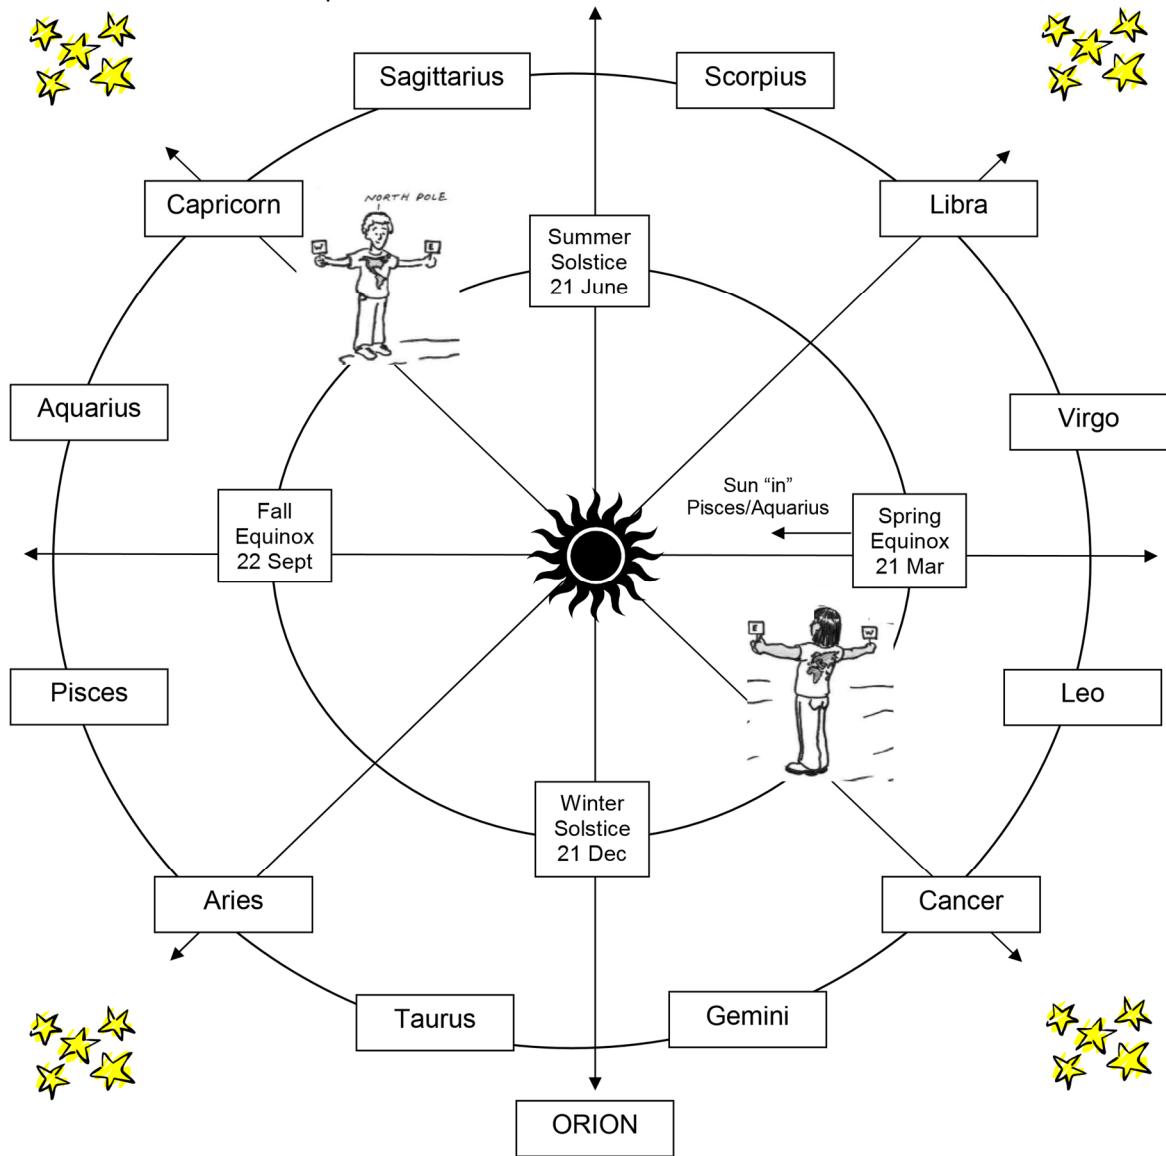 Sagittarius
Scorpius
Capricorn
NORTH POLE
W
E
Libra
Summer
Solstice
21 June
Aquarius
Virgo
Sun “in”
Pisces/Aquarius
Fall
Equinox
22 Sept
Spring
Equinox
21 Mar
E
W
Pisces
Leo
Winter
Solstice
21 Dec
Aries
Cancer
Taurus
Gemini
ORION